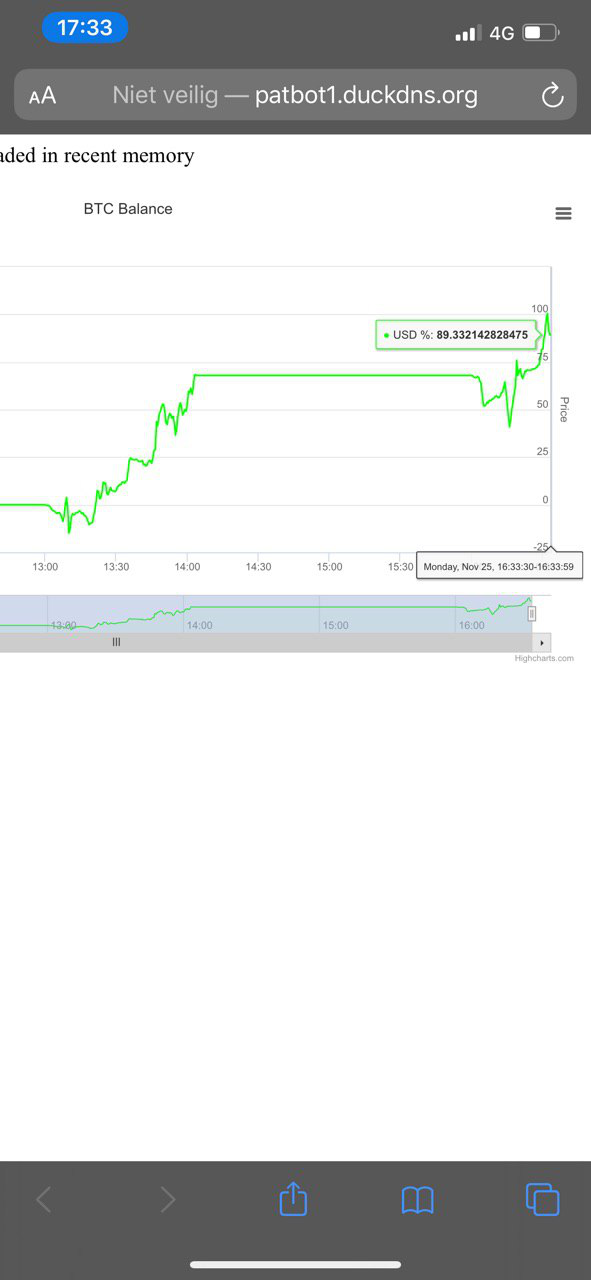 17:33
4G
AA Niet veilig — patbot1.duckdns.org
aded in recent memory
BTC Balance
100
USD %: 89.332142828475
75
50
Price
25
0
-25
13:00 13:30 14:00 14:30 15:00 15:30
Monday, Nov 25, 16:33:30-16:33:59
13:00 14:00 15:00 16:00
Highcharts.com